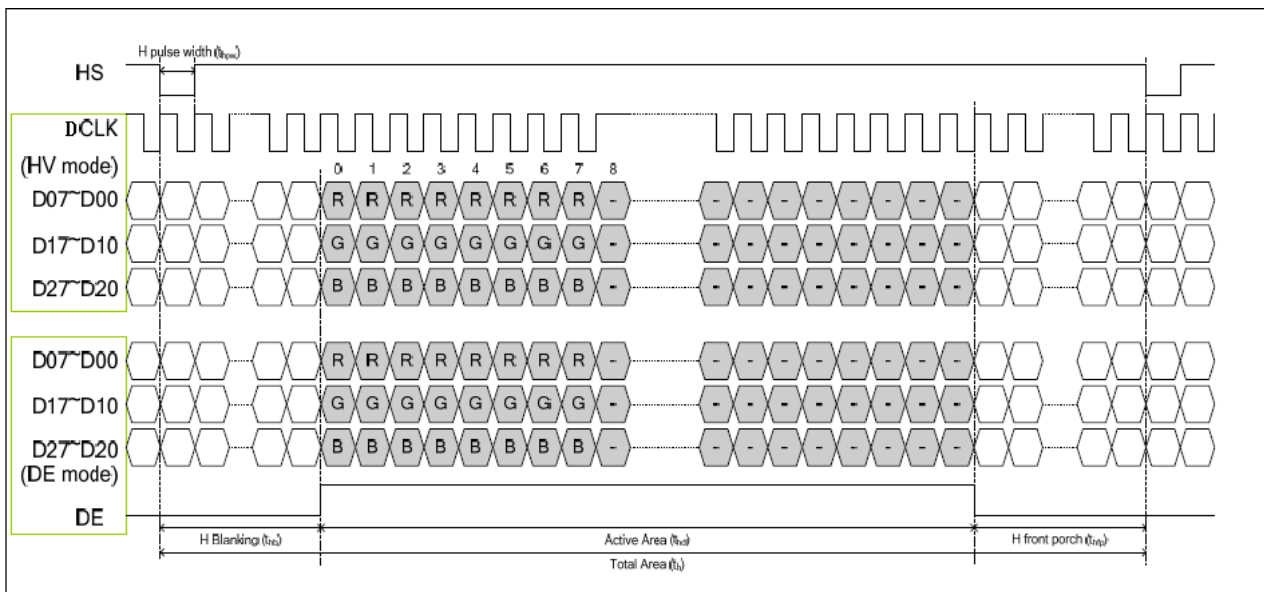 H pulse width (thpw)
HS
DCLK
(HV mode)
0 1 2 3 4 5 6 7 8
D07~D00 R R R R R R R R - - - - - - - - -
D17~D10 G G G G G G G G - - - - - - - - -
D27~D20 B B B B B B B B - - - - - - - - -
D07~D00 R R R R R R R R - - - - - - - - -
D17~D10 G G G G G G G G - - - - - - - - -
D27~D20 B B B B B B B B - - - - - - - - -
(DE mode)
DE
H Blanking (thb) Active Area (thd) H front porch (thfp)
Total Area (th)